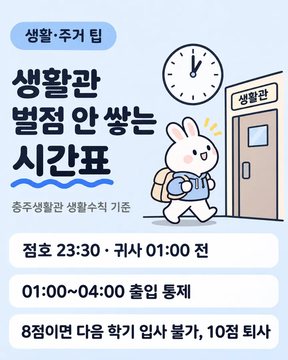 생활·주거 팁
생활관
벌점 안 쌓는
시간표
충주생활관 생활수칙 기준
생활관
점호 23:30 · 귀사 01:00 전
01:00~04:00 출입 통제
8점이면 다음 학기 입사 불가, 10점 퇴사